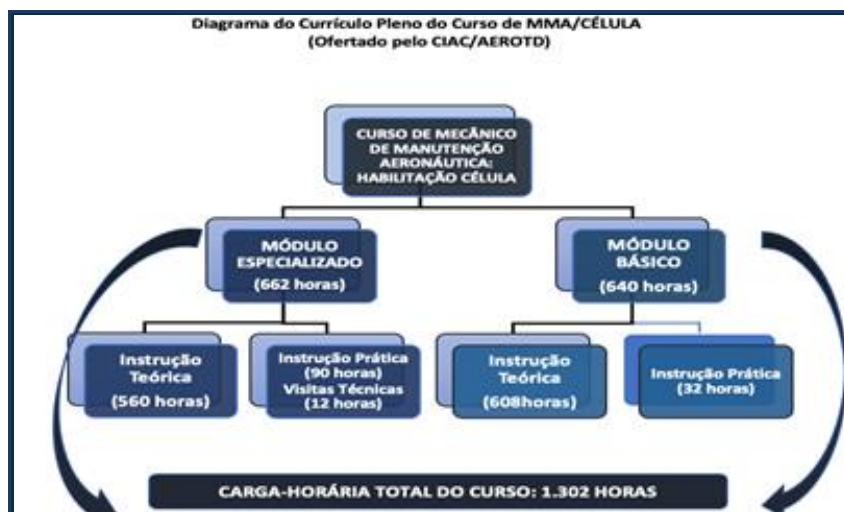 Diagrama do Currículo Pleno do Curso de MMA/CÉLULA
(Ofertado pelo CIAC/AEROTD)
CURSO DE MECÂNICO
DE MANUTENÇÃO
AERONÁUTICA:
HABILITAÇÃO CÉLULA
MÓDULO
ESPECIALIZADO
(662 horas)
MÓDULO
BÁSICO
(640 horas)
Instrução
Teórica
(560 horas)
Instrução Prática
(90 horas)
Visitas Técnicas
(12 horas)
Instrução
Teórica
(608horas)
Instrução Prática
(32 horas)
CARGA-HORÁRIA TOTAL DO CURSO: 1.302 HORAS